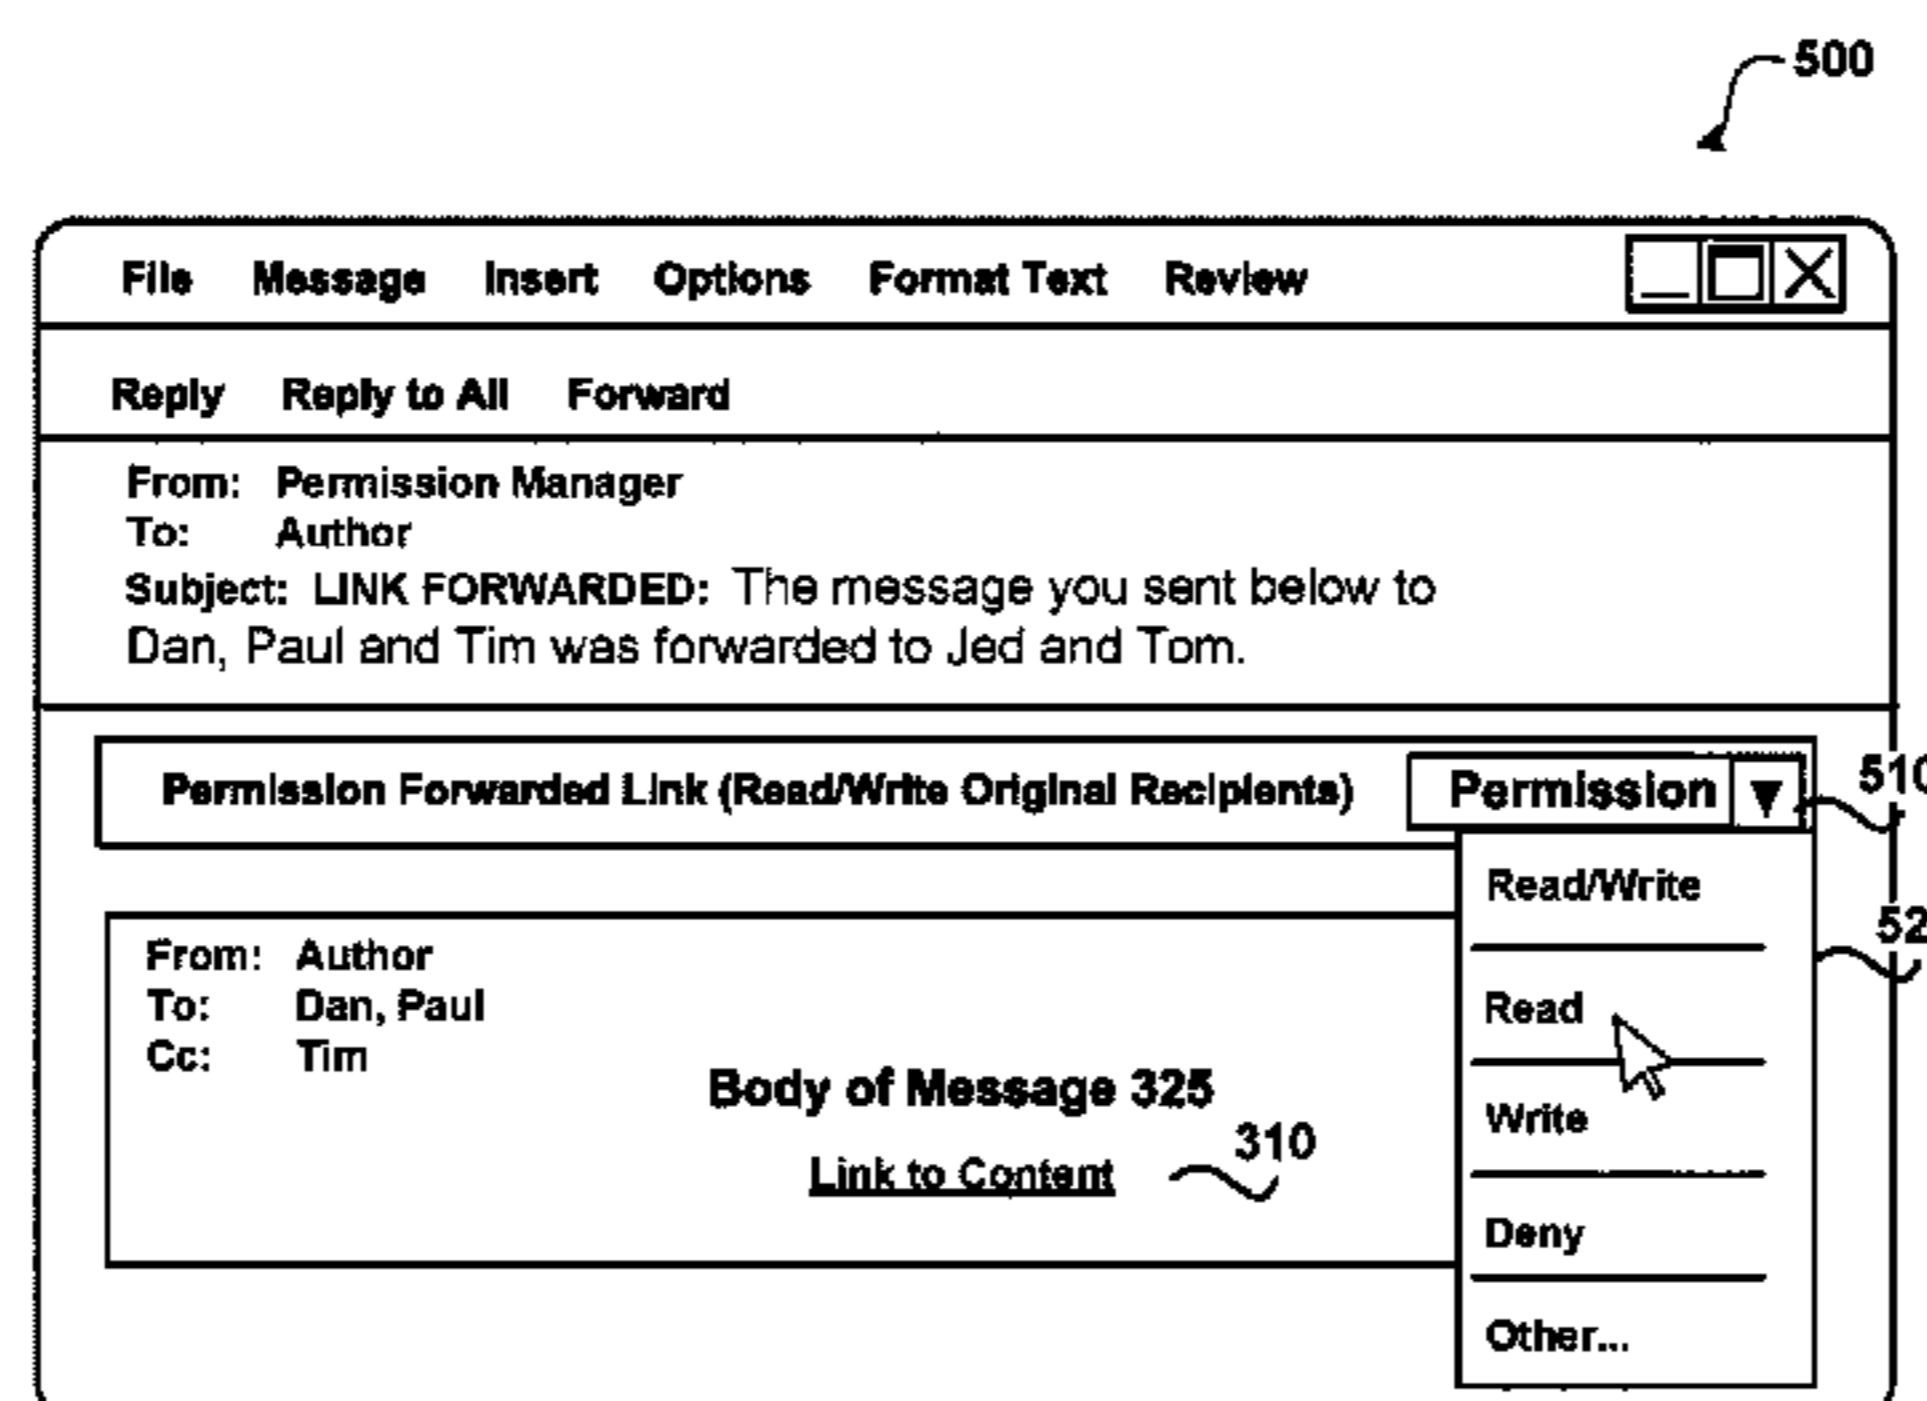 500
File Message Insert Options Format Text Review
Reply Reply to All Forward
From: Permission Manager
To: Author
Subject: LINK FORWARDED: The message you sent below to
Dan, Paul and Tim was forwarded to Jed and Tom.
Permission Forwarded Link (Read/Write Original Recipients) Permission
510
Read/Write
52
Read
Write
Deny
Other...
From: Author
To: Dan, Paul
Cc: Tim
Body of Message 325
310
Link to Content